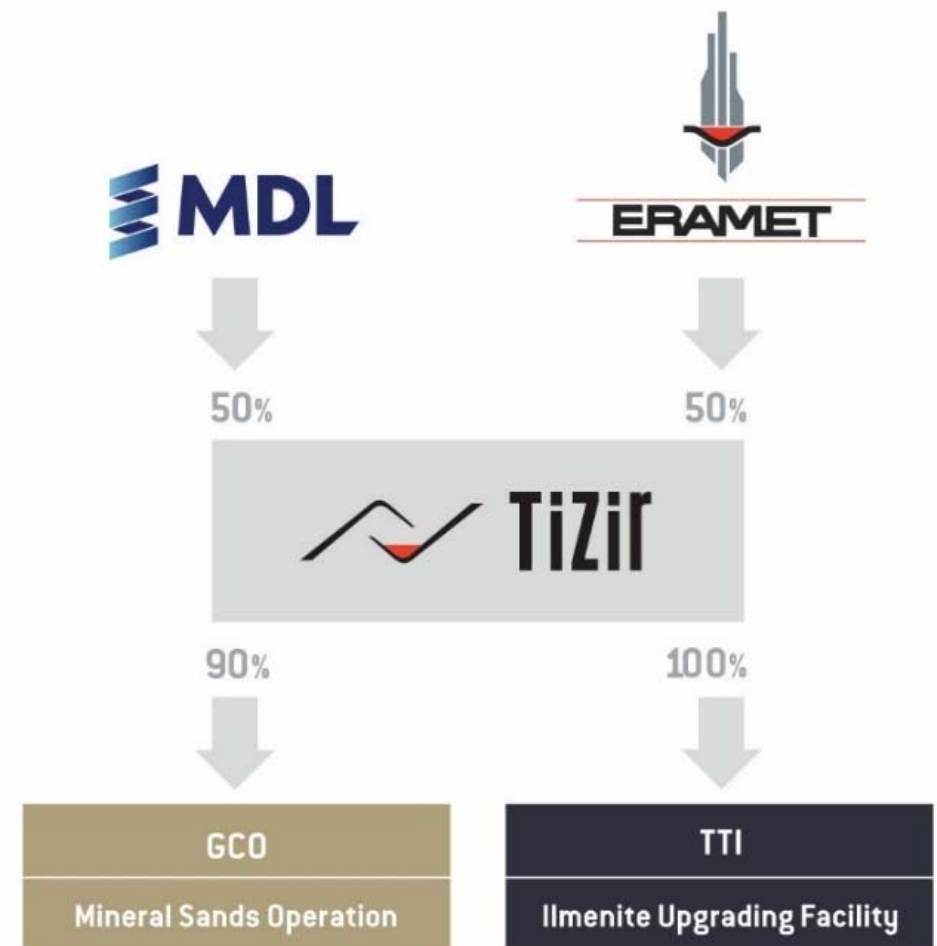 MDL
ERAMET
50%
50%
TiZir
90%
100%
GCO
TTI
Mineral Sands Operation
Ilmenite Upgrading Facility